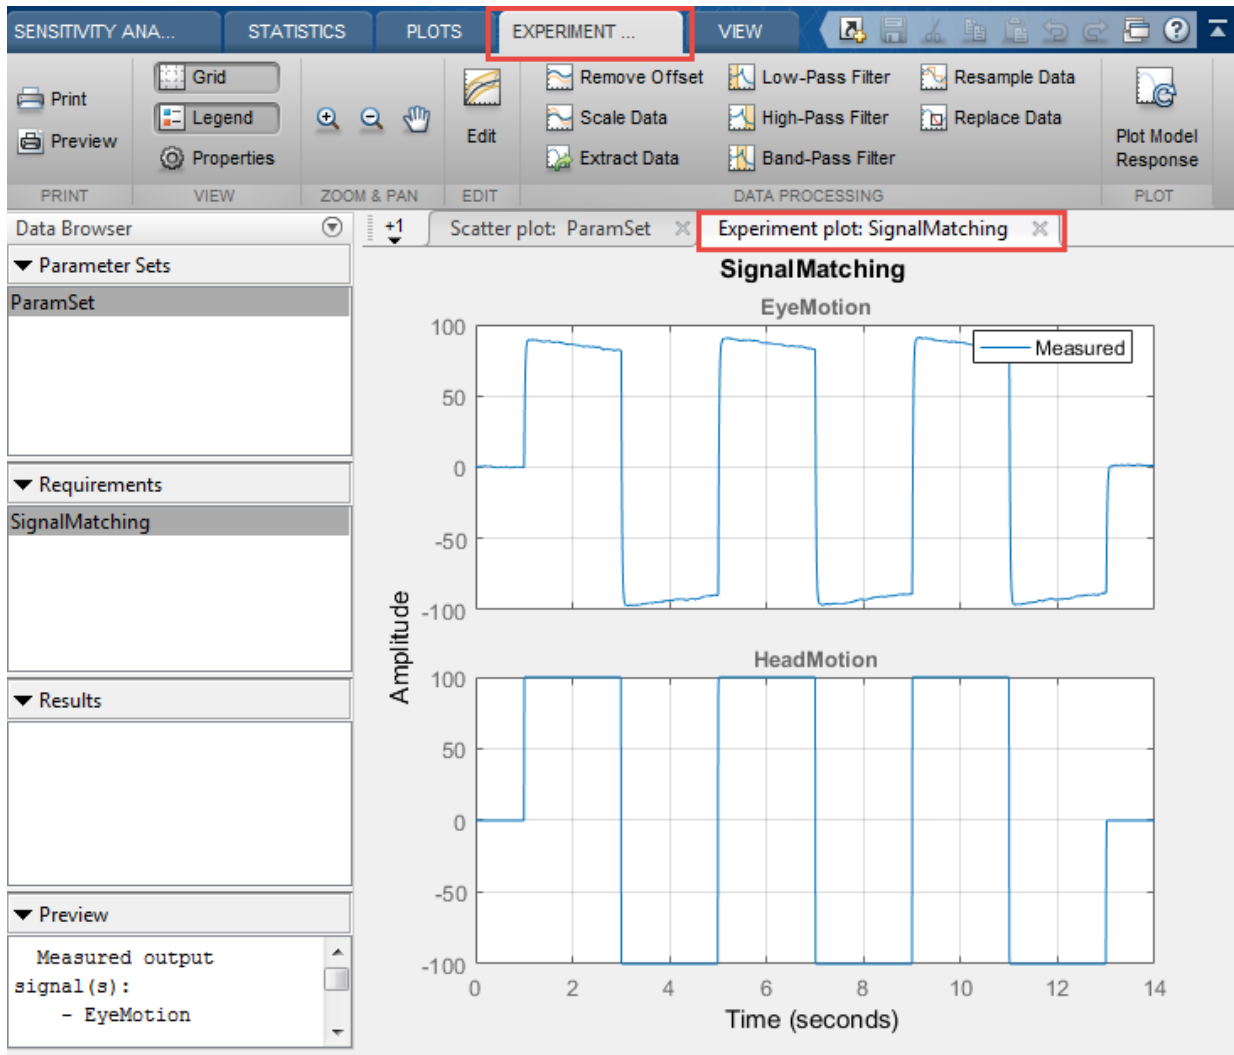 SENSITIVITY ANA... STATISTICS PLOTS EXPERIMENT ... VIEW
Print
Preview
PRINT
Grid
Legend
Properties
VIEW
ZOOM & PAN
Edit
EDIT
Remove Offset Low-Pass Filter Resample Data
Scale Data High-Pass Filter Replace Data
Extract Data Band-Pass Filter
DATA PROCESSING
Plot Model
Response
PLOT
Data Browser
+1 Scatter plot: ParamSet Experiment plot: SignalMatching
Parameter Sets
ParamSet
Requirements
SignalMatching
Results
Preview
Measured output
signal(s):
- EyeMotion
SignalMatching
EyeMotion
Measured
100
50
0
-50
-100
Amplitude
HeadMotion
100
50
0
-50
-100
0 2 4 6 8 10 12 14
Time (seconds)